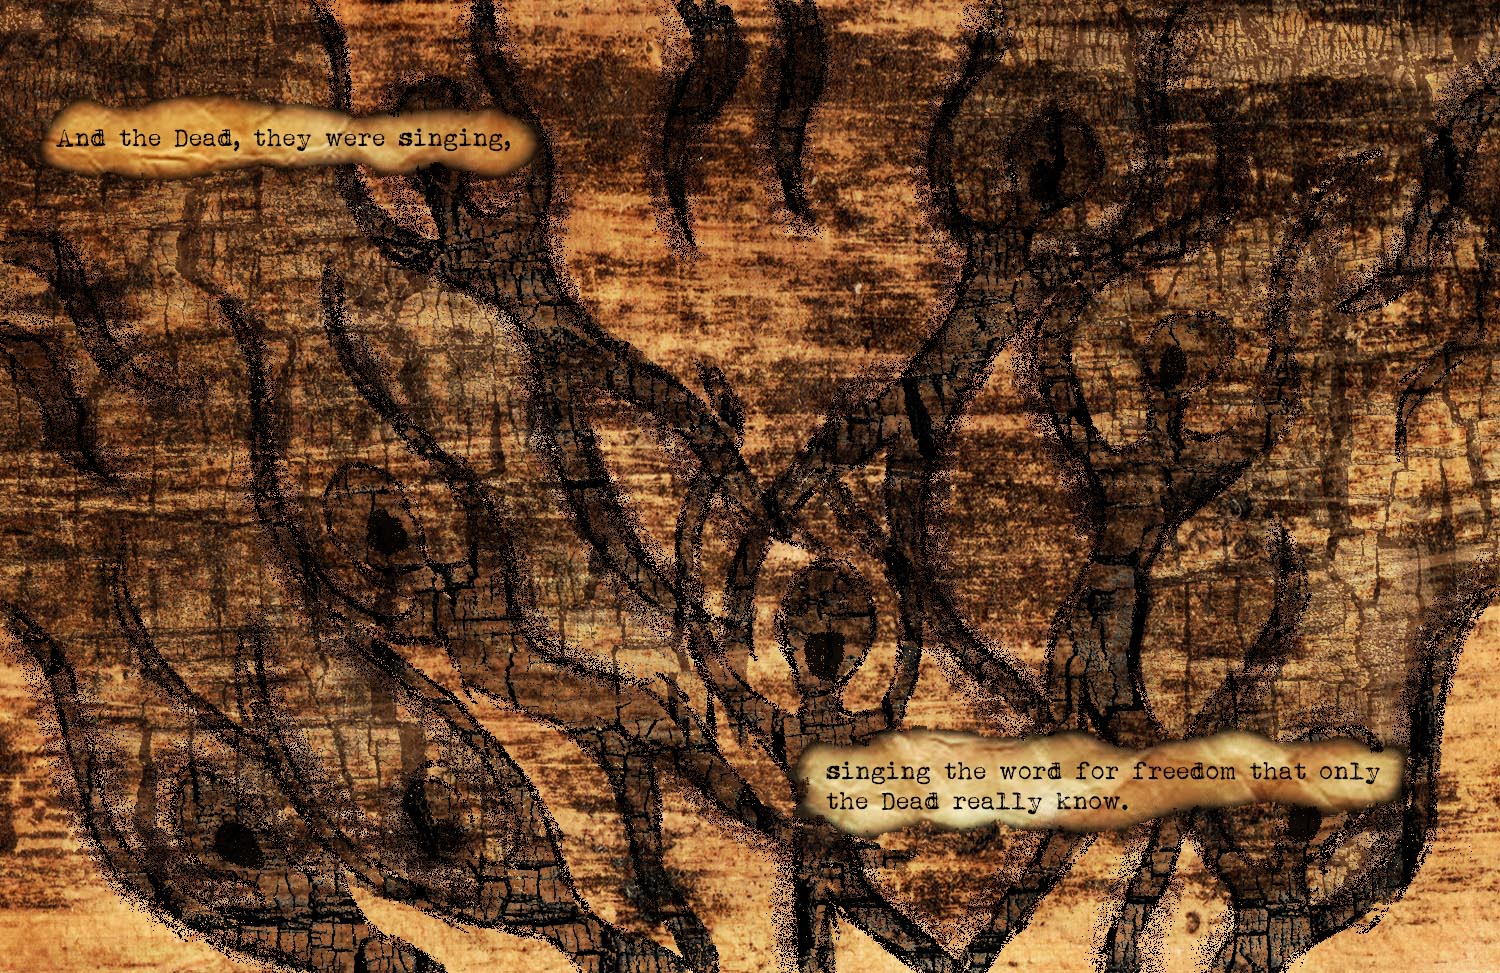 And the Dead, they were singing,
singing the word for freedom that only
the Dead really know.